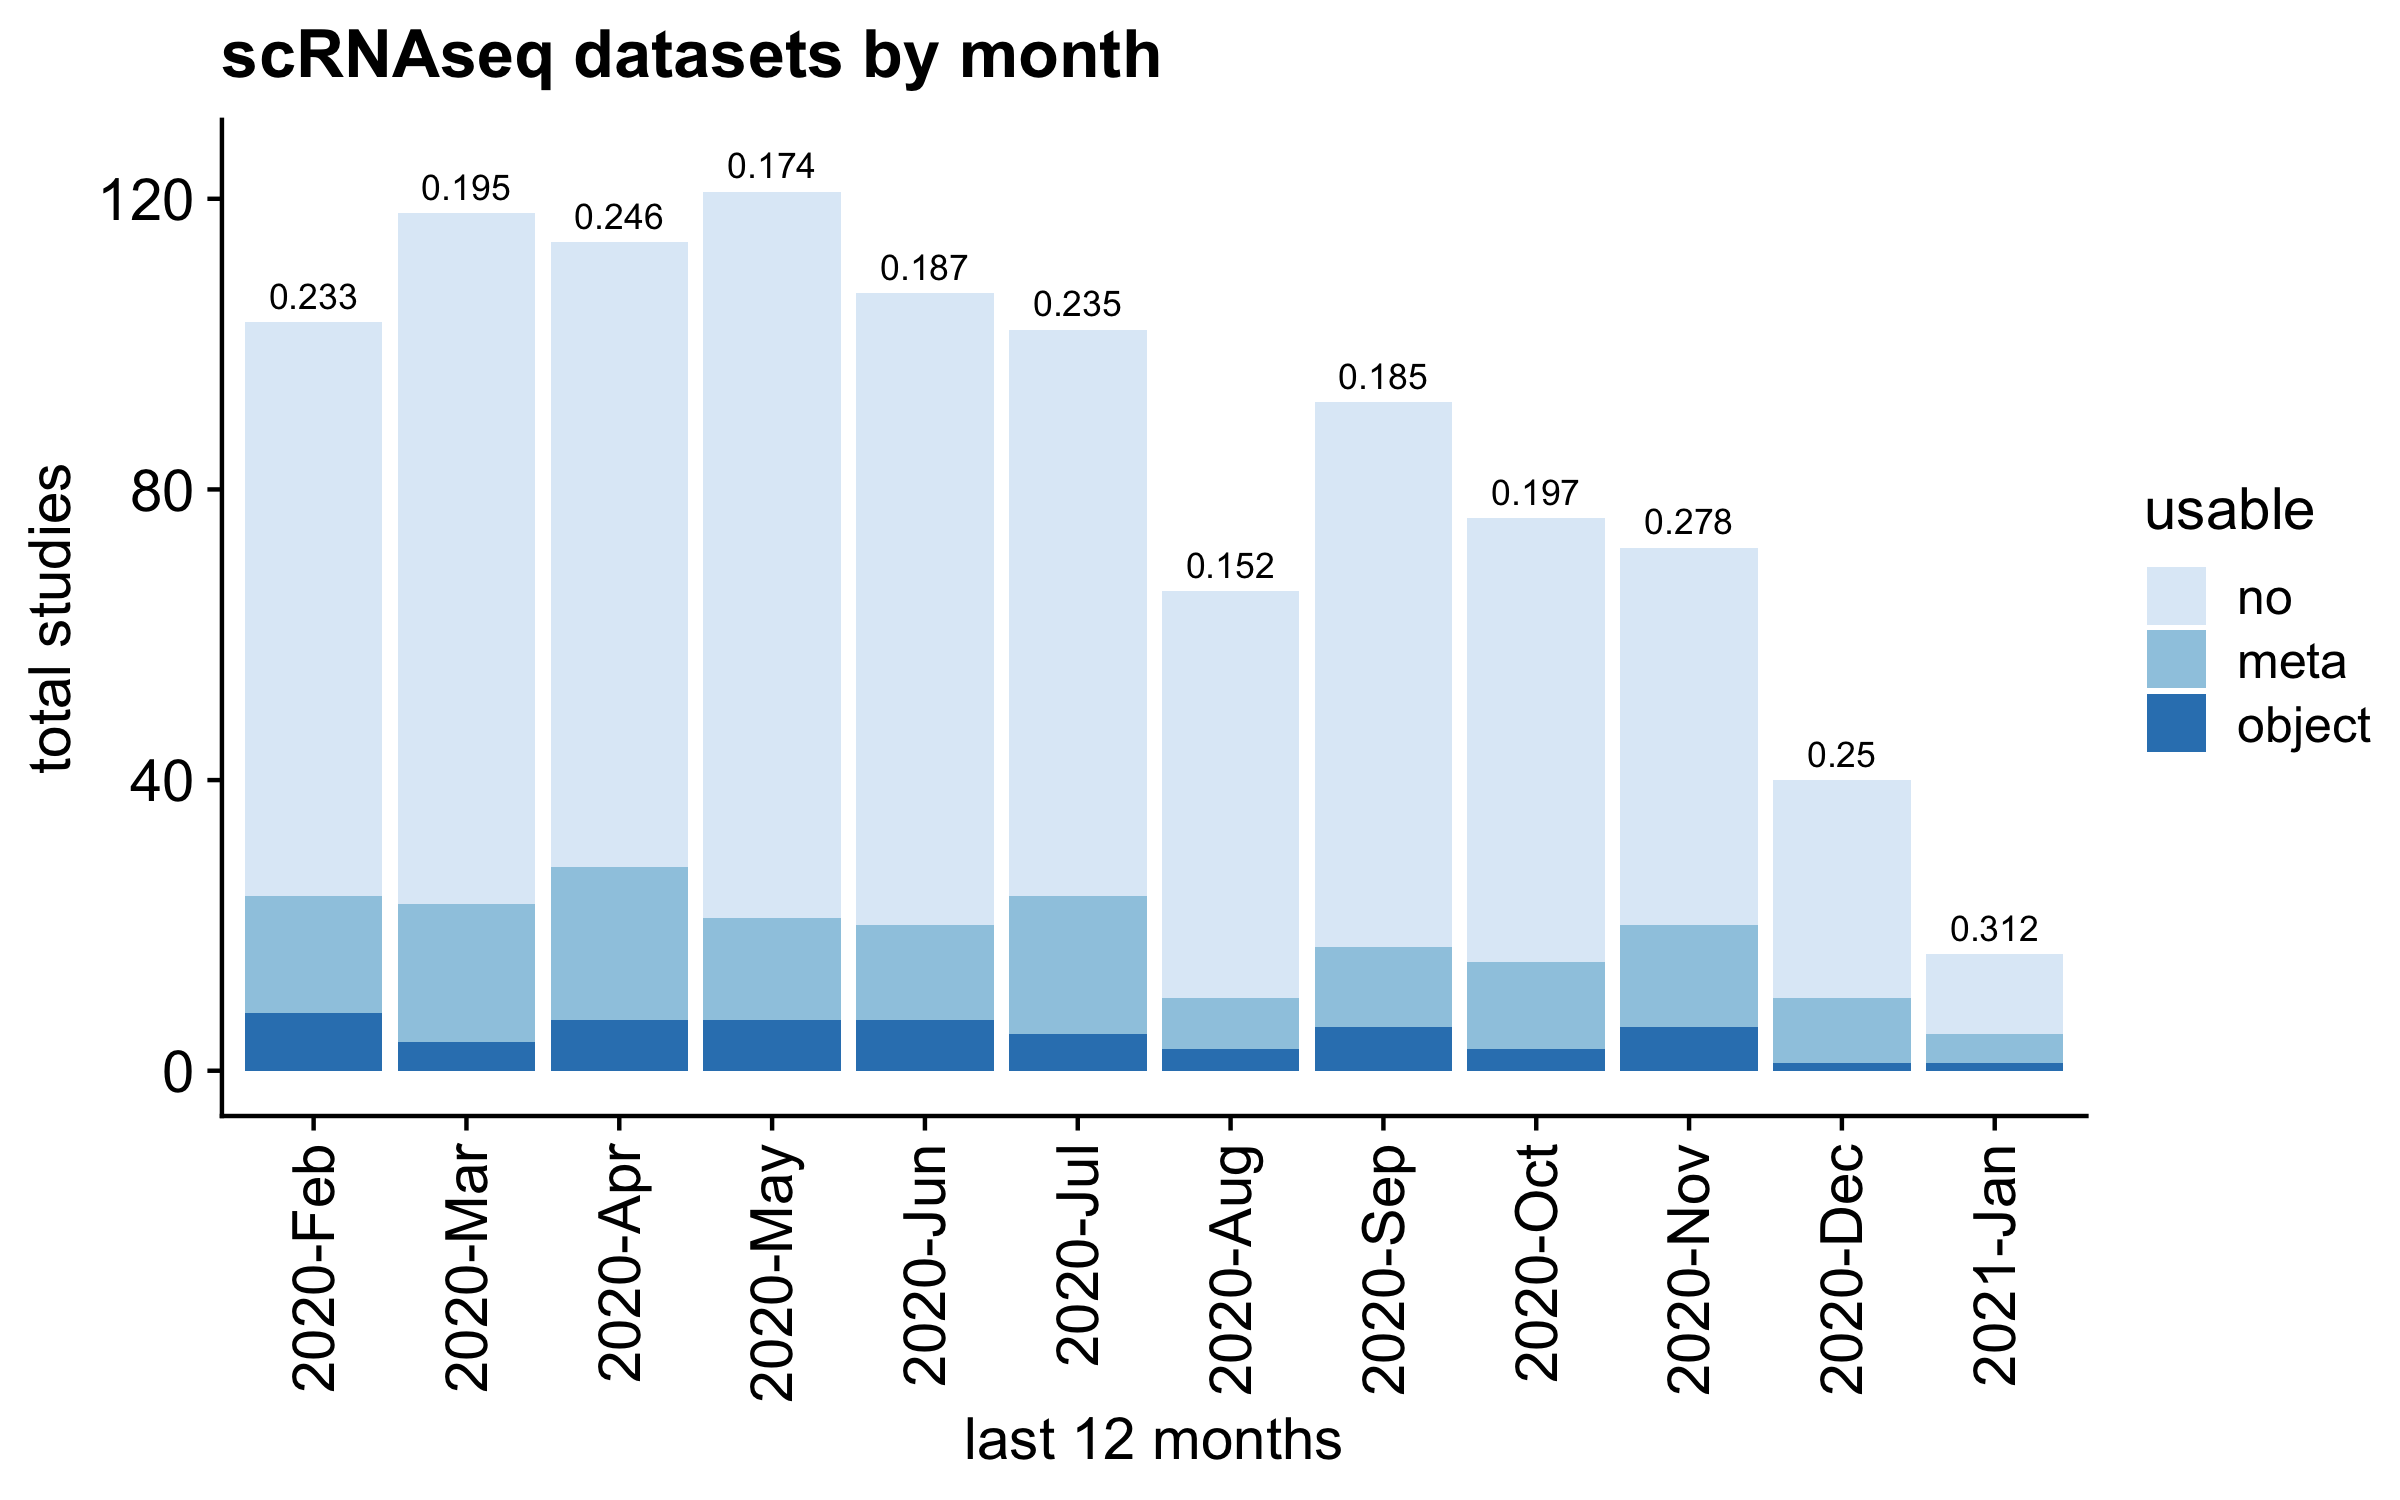 scRNAseq datasets by month
total studies
120
80
40
0
0.233
0.195
0.246
0.174
0.187
0.235
0.152
0.185
0.197
0.278
0.25
0.312
2020-Feb
2020-Mar
2020-Apr
2020-May
2020-Jun
2020-Jul
2020-Aug
2020-Sep
2020-Oct
2020-Nov
2020-Dec
2021-Jan
last 12 months
usable
no
meta
object